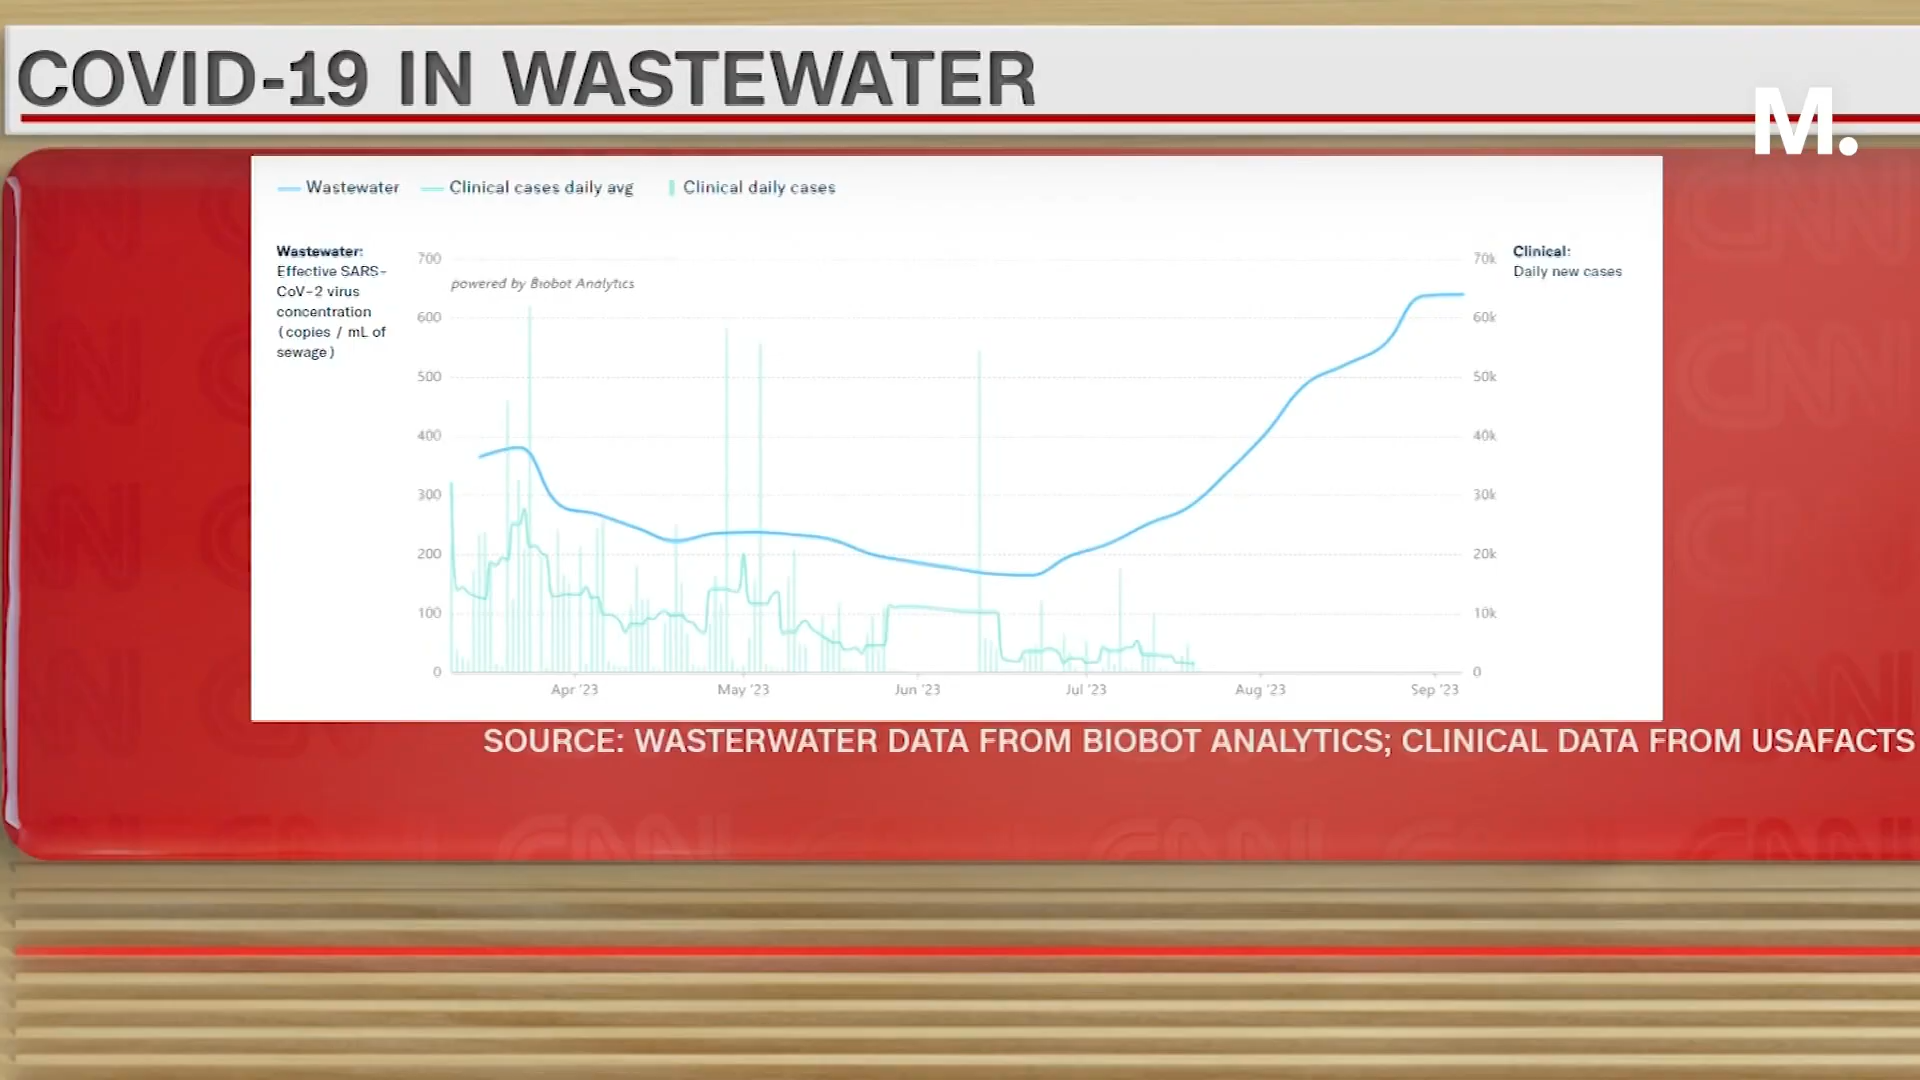 COVID-19 IN WASTEWATER
M.
Wastewater
Clinical cases daily avg
Clinical daily cases
Wastewater:
Effective SARS-
CoV-2 virus
concentration
(copies / mL of
sewage)
powered by Biobot Analytics
Clinical:
Daily new cases
700
600
500
400
300
200
100
0
70k
60k
50k
40k
30k
20k
10k
0
Apr '23
May '23
Jun '23
Jul '23
Aug '23
Sep '23
SOURCE: WASTERWATER DATA FROM BIOBOT ANALYTICS; CLINICAL DATA FROM USAFACTS
CNN
CNN
CNN